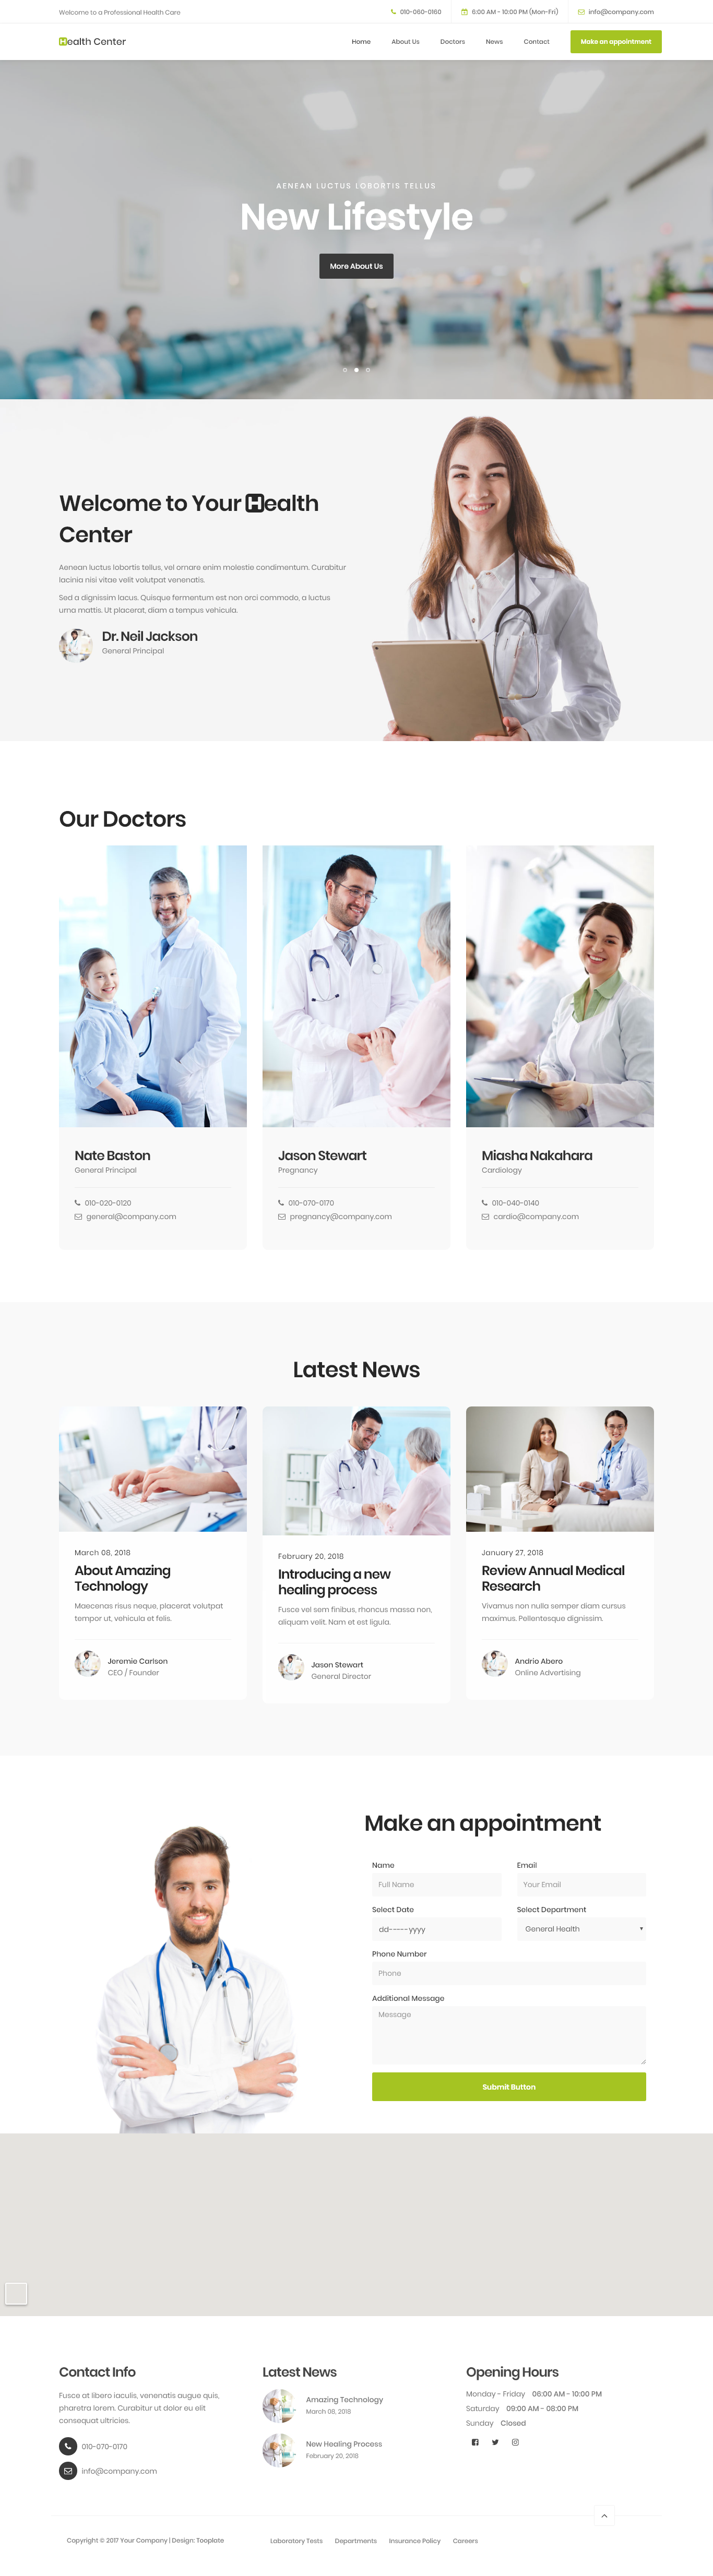 Welcome to a Professional Health Care
010-060-0160
6:00 AM - 10:00 PM (Mon-Fri)
info@company.com
Health Center
Home
About Us
Doctors
News
Contact
Make an appointment
AENEAN LUCTUS LOBORTIS TELLUS
New Lifestyle
More About Us
Welcome to Your Health
Center
Aenean luctus lobortis tellus, vel ornare enim molestie condimentum. Curabitur
lacinia nisi vitae velit volutpat venenatis.
Sed a dignissim lacus. Quisque fermentum est non orci commodo, a luctus
urna mattis. Ut placerat, diam a tempus vehicula.
Dr. Neil Jackson
General Principal
Our Doctors
Nate Baston
General Principal
010-020-0120
general@company.com
Jason Stewart
Pregnancy
010-070-0170
pregnancy@company.com
Miasha Nakahara
Cardiology
010-040-0140
cardio@company.com
Latest News
March 08, 2018
About Amazing
Technology
Maecenas risus neque, placerat volutpat
tempor ut, vehicula et felis.
Jeremie Carlson
CEO / Founder
February 20, 2018
Introducing a new
healing process
Fusce vel sem finibus, rhoncus massa non,
aliquam velit. Nam et est ligula.
Jason Stewart
General Director
January 27, 2018
Review Annual Medical
Research
Vivamus non nulla semper diam cursus
maximus. Pellentesque dignissim.
Andrio Abero
Online Advertising
Make an appointment
Name
Email
Full Name
Your Email
Select Date
Select Department
dd-----yyyy
General Health
Phone Number
Phone
Additional Message
Message
Submit Button
Contact Info
Fusce at libero iaculis, venenatis augue quis,
pharetra lorem. Curabitur ut dolor eu elit
consequat ultricies.
010-070-0170
info@company.com
Latest News
Amazing Technology
March 08, 2018
New Healing Process
February 20, 2018
Opening Hours
Monday - Friday 06:00 AM - 10:00 PM
Saturday 09:00 AM - 08:00 PM
Sunday Closed
Copyright © 2017 Your Company | Design: Tooplate
Laboratory Tests
Departments
Insurance Policy
Careers